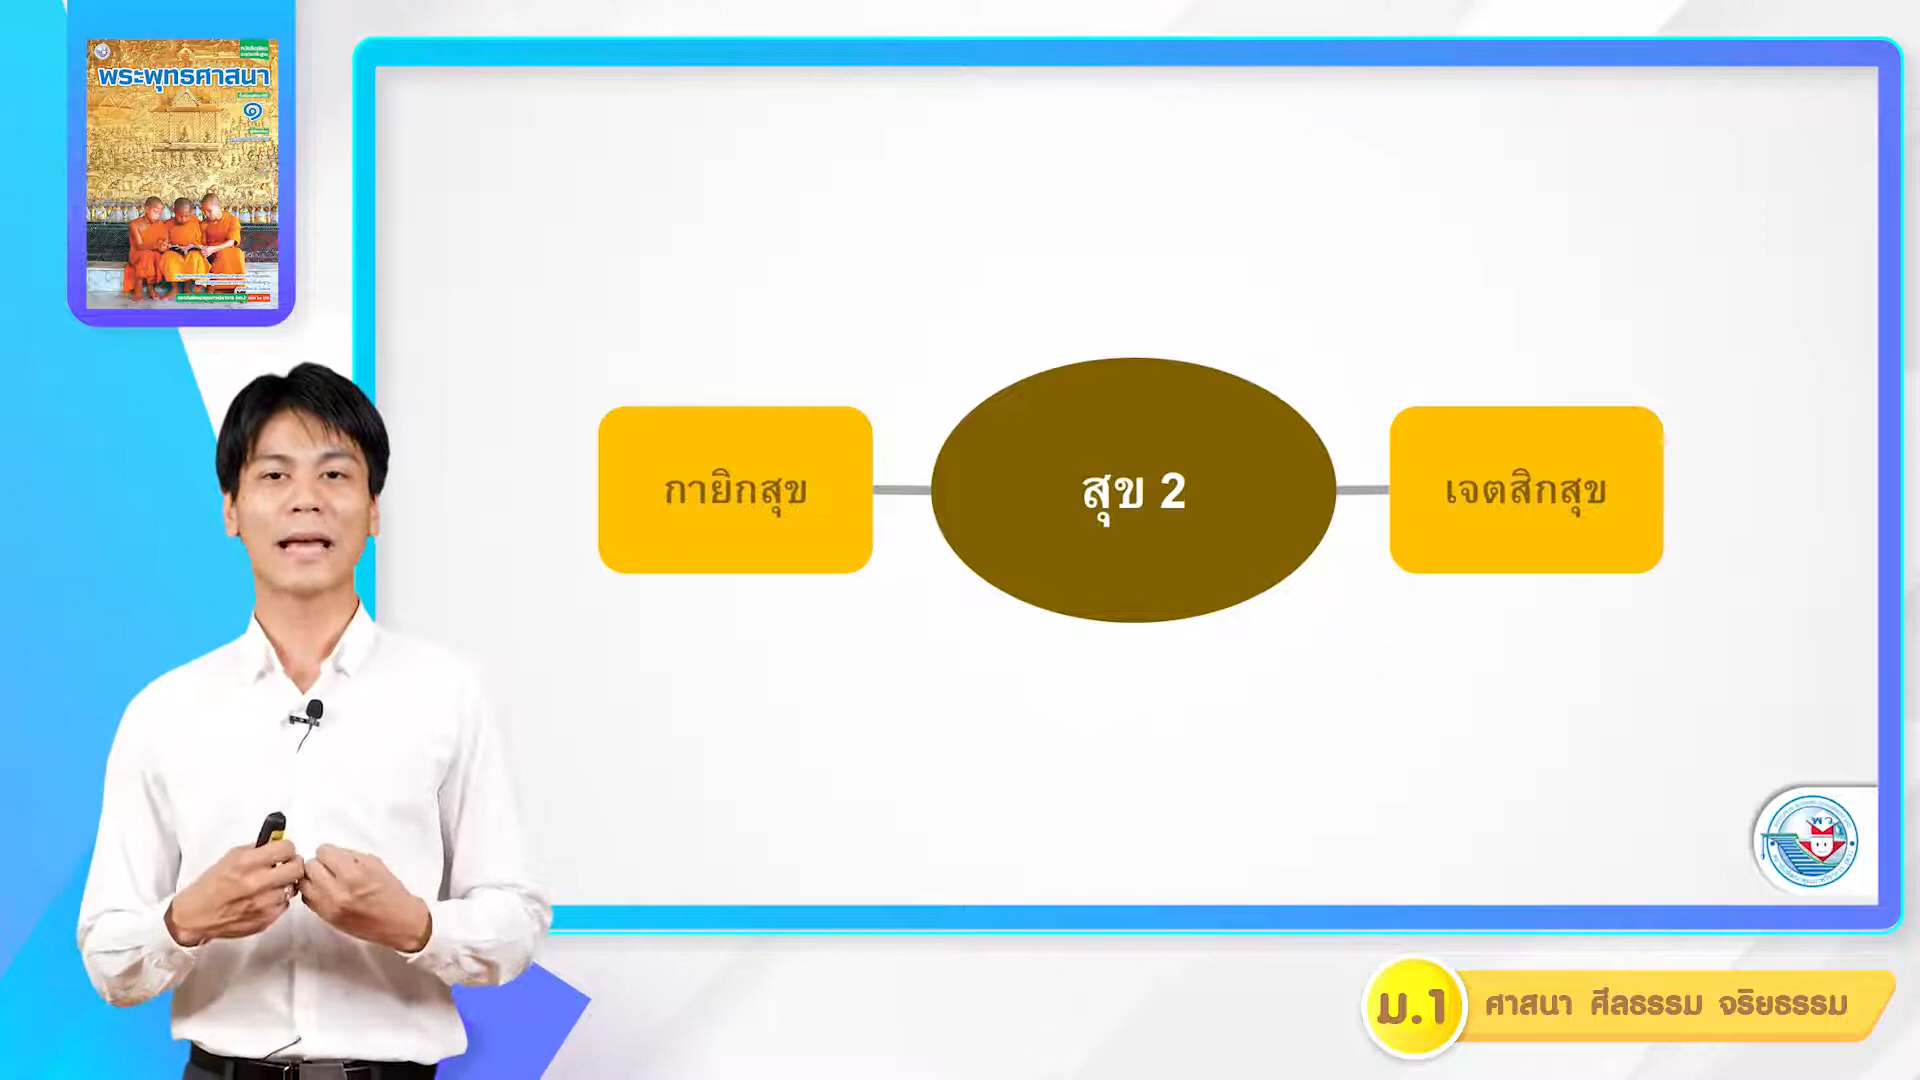 พระพุทธศาสนา
๑
กายิกสุข
สุข 2
เจตสิกสุข
พว
ม.1 ศาสนา ศีลธรรม จริยธรรม